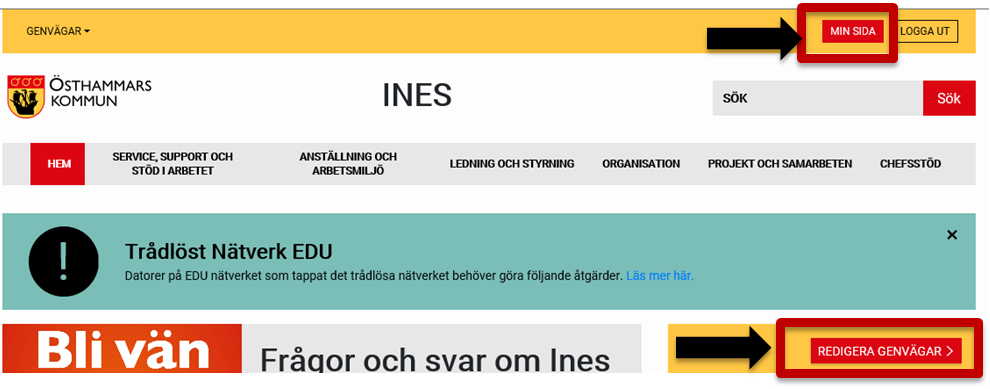 GENVÄGAR
MIN SIDA
LOGGA UT
ÖSTHAMMARS
KOMMUN
INES
SÖK
Sök
HEM
SERVICE, SUPPORT OCH
STÖD I ARBETET
ANSTÄLLNING OCH
ARBETSMILJÖ
LEDNING OCH STYRNING
ORGANISATION
PROJEKT OCH SAMARBETEN
CHEFSSTÖD
!
Trådlöst Nätverk EDU
Datorer på EDU nätverket som tappat det trådlösa nätverket behöver göra följande åtgärder. Läs mer här.
Bli vän
Frågor och svar om Ines
REDIGERA GENVÄGAR